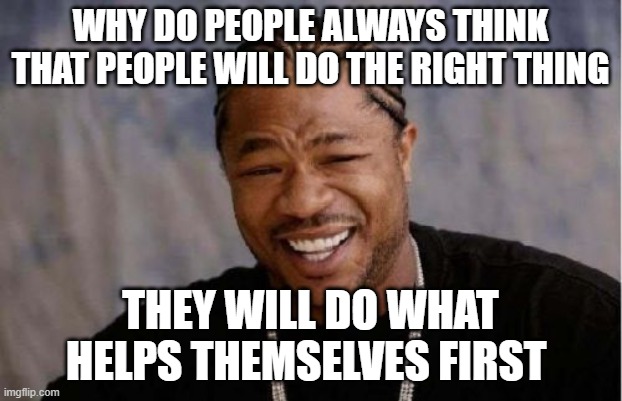 WHY DO PEOPLE ALWAYS THINK
THAT PEOPLE WILL DO THE RIGHT THING
THEY WILL DO WHAT
HELPS THEMSELVES FIRST
imgflip.com